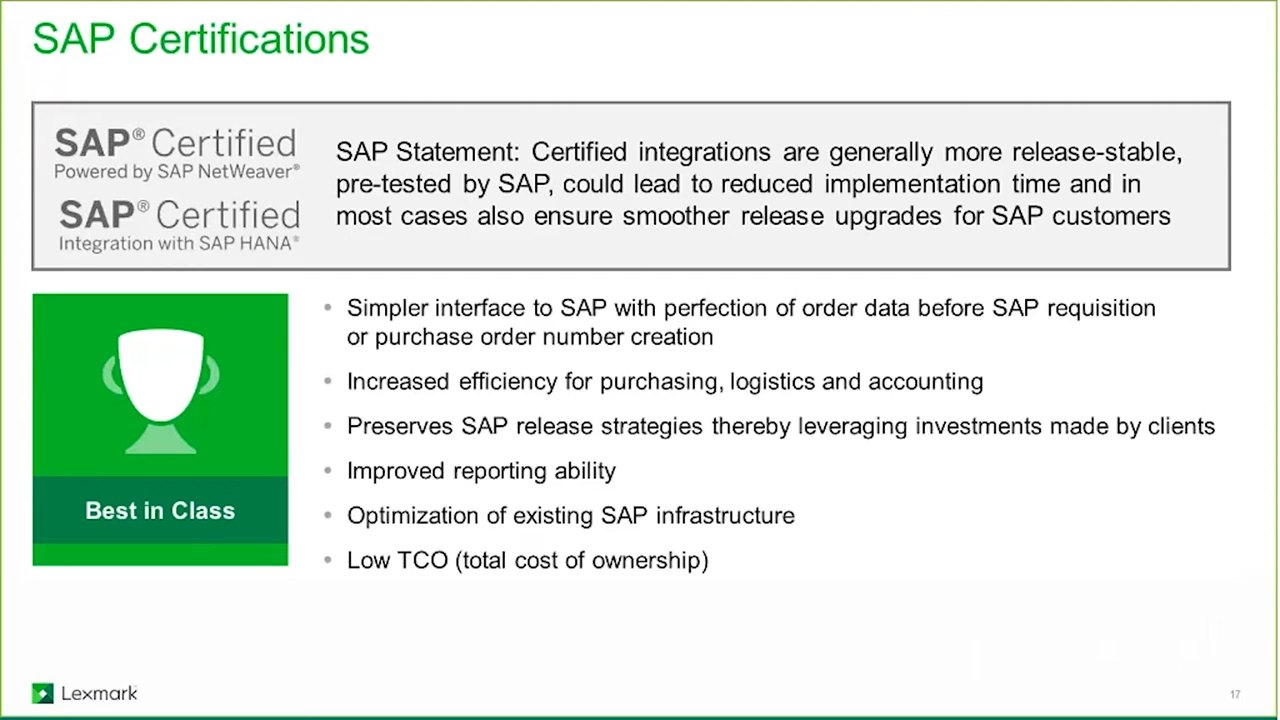 SAP Certifications
SAP® Certified
Powered by SAP NetWeaver®
SAP® Certified
Integration with SAP HANA®
SAP Statement: Certified integrations are generally more release-stable,
pre-tested by SAP, could lead to reduced implementation time and in
most cases also ensure smoother release upgrades for SAP customers
Best in Class
• Simpler interface to SAP with perfection of order data before SAP requisition
or purchase order number creation
• Increased efficiency for purchasing, logistics and accounting
• Preserves SAP release strategies thereby leveraging investments made by clients
• Improved reporting ability
• Optimization of existing SAP infrastructure
• Low TCO (total cost of ownership)
Lexmark
17